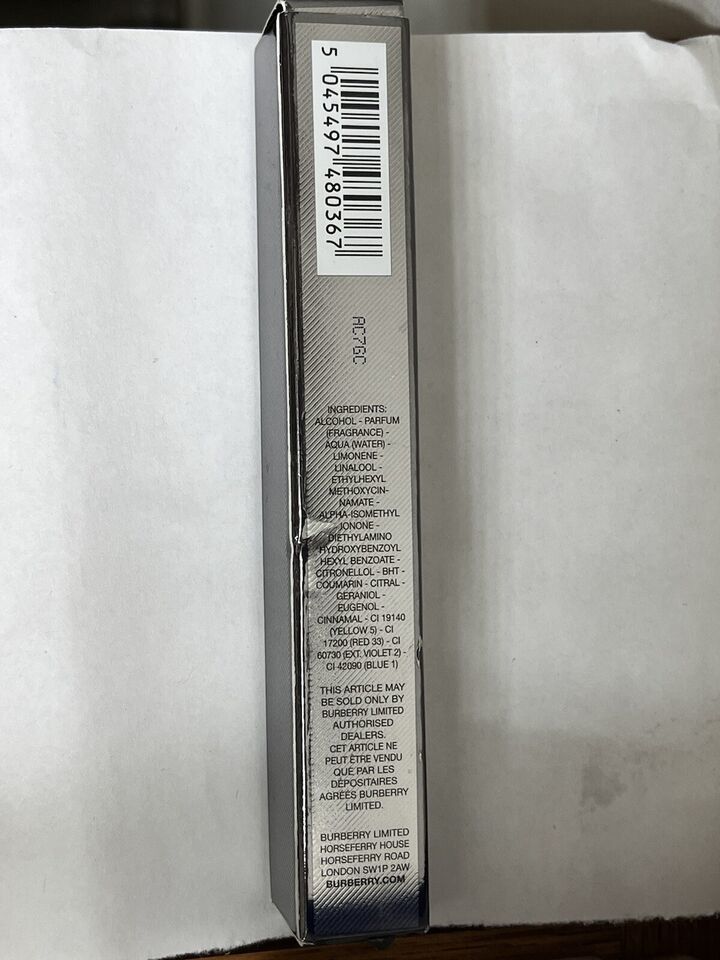 5 045497 480367
AC7GC
INGREDIENTS:
ALCOHOL - PARFUM
(FRAGRANCE) -
AQUA (WATER) -
LIMONENE -
LINALOOL -
ETHYLHEXYL
METHOXYCIN-
NAMATE -
ALPHA-ISOMETHYL
IONONE -
DIETHYLAMINO
HYDROXYBENZOYL
HEXYL BENZOATE -
CITRONELLOL - BHT -
COUMARIN - CITRAL -
GERANIOL -
EUGENOL -
CINNAMAL - CI 19140
(YELLOW 5) - CI
17200 (RED 33) - CI
60730 (EXT. VIOLET 2) -
CI 42090 (BLUE 1)
THIS ARTICLE MAY
BE SOLD ONLY BY
BURBERRY LIMITED
AUTHORISED
DEALERS.
CET ARTICLE NE
PEUT ÊTRE VENDU
QUE PAR LES
DÉPOSITAIRES
AGRÉÉS BURBERRY
LIMITED.
BURBERRY LIMITED
HORSEFERRY HOUSE
HORSEFERRY ROAD
LONDON SW1P 2AW
BURBERRY.COM